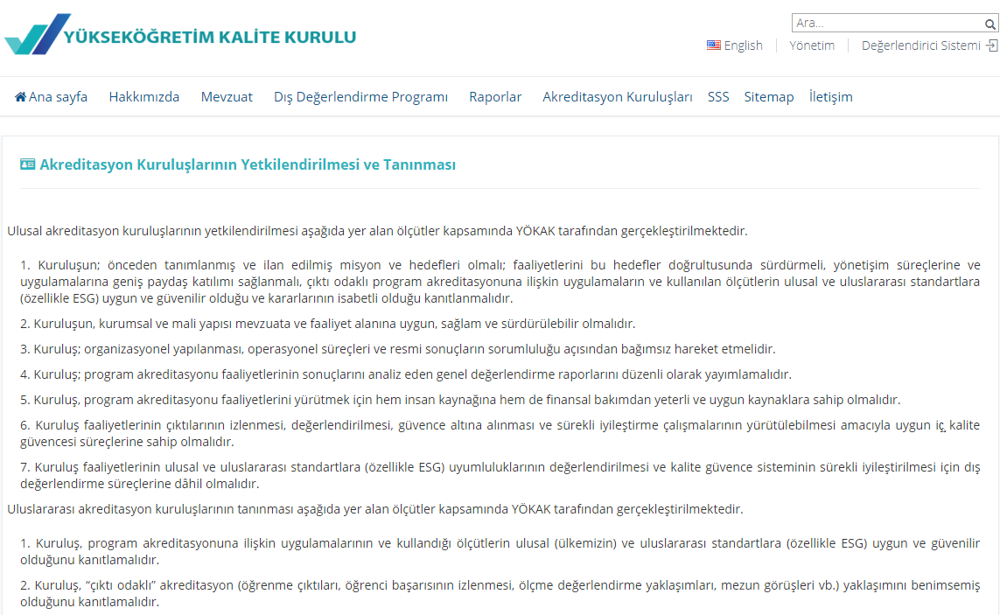 YÜKSEKÖĞRETİM KALİTE KURULU
Ara...
English
Yönetim
Değerlendirici Sistemi
Ana sayfa Hakkımızda Mevzuat Dış Değerlendirme Programı Raporlar Akreditasyon Kuruluşları SSS Sitemap İletişim
Akreditasyon Kuruluşlarının Yetkilendirilmesi ve Tanınması
Ulusal akreditasyon kuruluşlarının yetkilendirilmesi aşağıda yer alan ölçütler kapsamında YÖKAK tarafından gerçekleştirilmektedir.
1. Kuruluşun; önceden tanımlanmış ve ilan edilmiş misyon ve hedefleri olmalı; faaliyetlerini bu hedefler doğrultusunda sürdürmeli, yönetişim süreçlerine ve
uygulamalarına geniş paydaş katılımı sağlanmalı, çıktı odaklı program akreditasyonuna ilişkin uygulamaların ve kullanılan ölçütlerin ulusal ve uluslararası standartlara
(özellikle ESG) uygun ve güvenilir olduğu ve kararlarının isabetli olduğu kanıtlanmalıdır.
2. Kuruluşun, kurumsal ve mali yapısı mevzuata ve faaliyet alanına uygun, sağlam ve sürdürülebilir olmalıdır.
3. Kuruluş; organizasyonel yapılanması, operasyonel süreçleri ve resmi sonuçların sorumluluğu açısından bağımsız hareket etmelidir.
4. Kuruluş; program akreditasyonu faaliyetlerinin sonuçlarını analiz eden genel değerlendirme raporlarını düzenli olarak yayımlamalıdır.
5. Kuruluş, program akreditasyonu faaliyetlerini yürütmek için hem insan kaynağına hem de finansal bakımdan yeterli ve uygun kaynaklara sahip olmalıdır.
6. Kuruluş faaliyetlerinin çıktılarının izlenmesi, değerlendirilmesi, güvence altına alınması ve sürekli iyileştirme çalışmalarının yürütülebilmesi amacıyla uygun iç kalite
güvencesi süreçlerine sahip olmalıdır.
7. Kuruluş faaliyetlerinin ulusal ve uluslararası standartlara (özellikle ESG) uyumluluklarının değerlendirilmesi ve kalite güvence sisteminin sürekli iyileştirilmesi için dış
değerlendirme süreçlerine dâhil olmalıdır.
Uluslararası akreditasyon kuruluşlarının tanınması aşağıda yer alan ölçütler kapsamında YÖKAK tarafından gerçekleştirilmektedir.
1. Kuruluş, program akreditasyonuna ilişkin uygulamalarının ve kullandığı ölçütlerin ulusal (ülkemizin) ve uluslararası standartlara (özellikle ESG) uygun ve güvenilir
olduğunu kanıtlamalıdır.
2. Kuruluş, “çıktı odaklı” akreditasyon (öğrenme çıktıları, öğrenci başarısının izlenmesi, ölçme değerlendirme yaklaşımları, mezun görüşleri vb.) yaklaşımını benimsemiş
olduğunu kanıtlamalıdır.